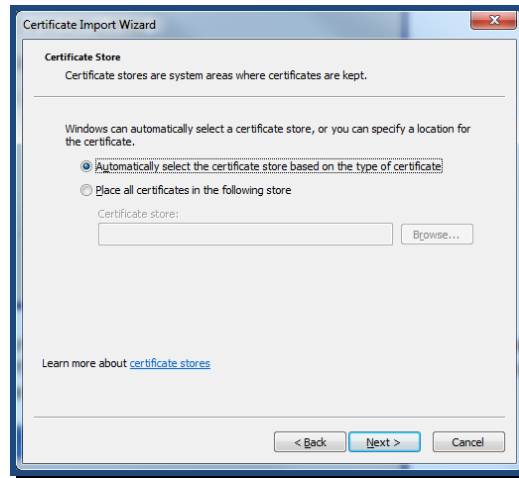 Certificate Import Wizard
Certificate Store
Certificate stores are system areas where certificates are kept.
Windows can automatically select a certificate store, or you can specify a location for
the certificate.
Automatically select the certificate store based on the type of certificate
Place all certificates in the following store
Certificate store:
Browse...
Learn more about certificate stores
< Back Next > Cancel